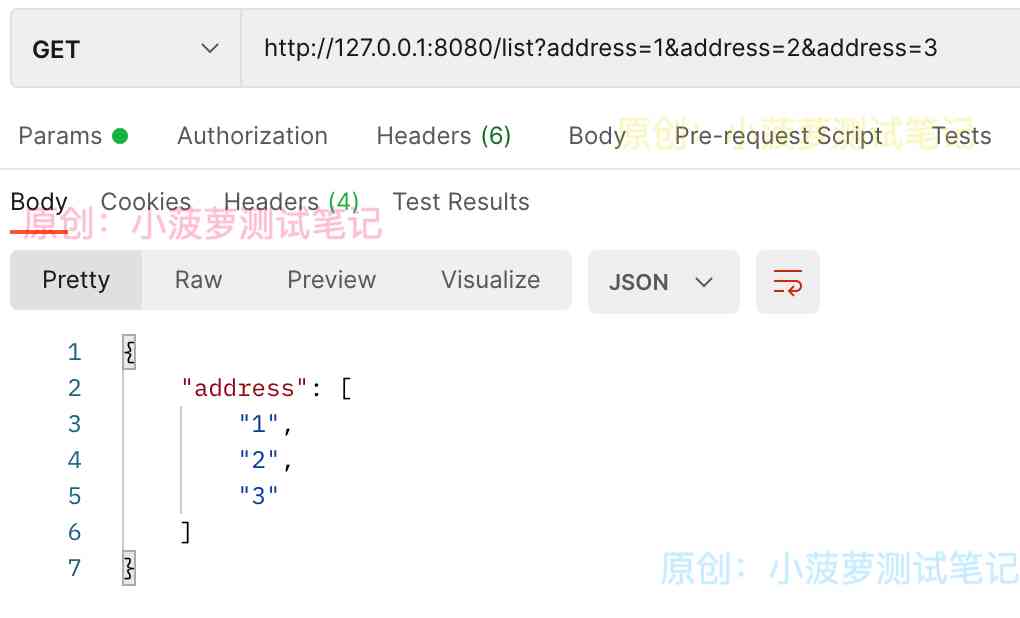 GET http://127.0.0.1:8080/list?address=1&address=2&address=3
Params Authorization Headers (6) Body Pre-request Script Tests
原创：小菠萝测试笔记
Body Cookies Headers (4) Test Results
原创：小菠萝测试笔记
Pretty Raw Preview Visualize JSON
1 {
2 "address": [
3 "1",
4 "2",
5 "3"
6 ]
7 }
原创：小菠萝测试笔记